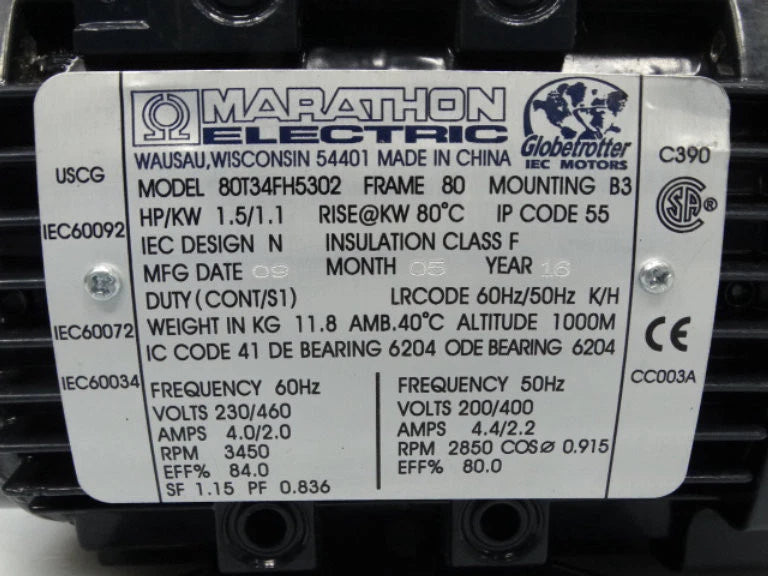 MARATHON
ELECTRIC
Globetrotter
IEC MOTORS
WAUSAU, WISCONSIN 54401 MADE IN CHINA
MODEL 80T34FH5302 FRAME 80 MOUNTING B3
HP/KW 1.5/1.1 RISE@KW 80°C IP CODE 55
IEC DESIGN N INSULATION CLASS F
MFG DATE 09 MONTH 05 YEAR 16
DUTY (CONT/S1) LRCODE 60Hz/50Hz K/H
WEIGHT IN KG 11.8 AMB.40°C ALTITUDE 1000M
IC CODE 41 DE BEARING 6204 ODE BEARING 6204
FREQUENCY 60Hz
VOLTS 230/460
AMPS 4.0/2.0
RPM 3450
EFF% 84.0
SF 1.15 PF 0.836
FREQUENCY 50Hz
VOLTS 200/400
AMPS 4.4/2.2
RPM 2850 COSØ 0.915
EFF% 80.0
USCG
IEC60092
IEC60072
IEC60034
C390
CSA®
CE
CC003A